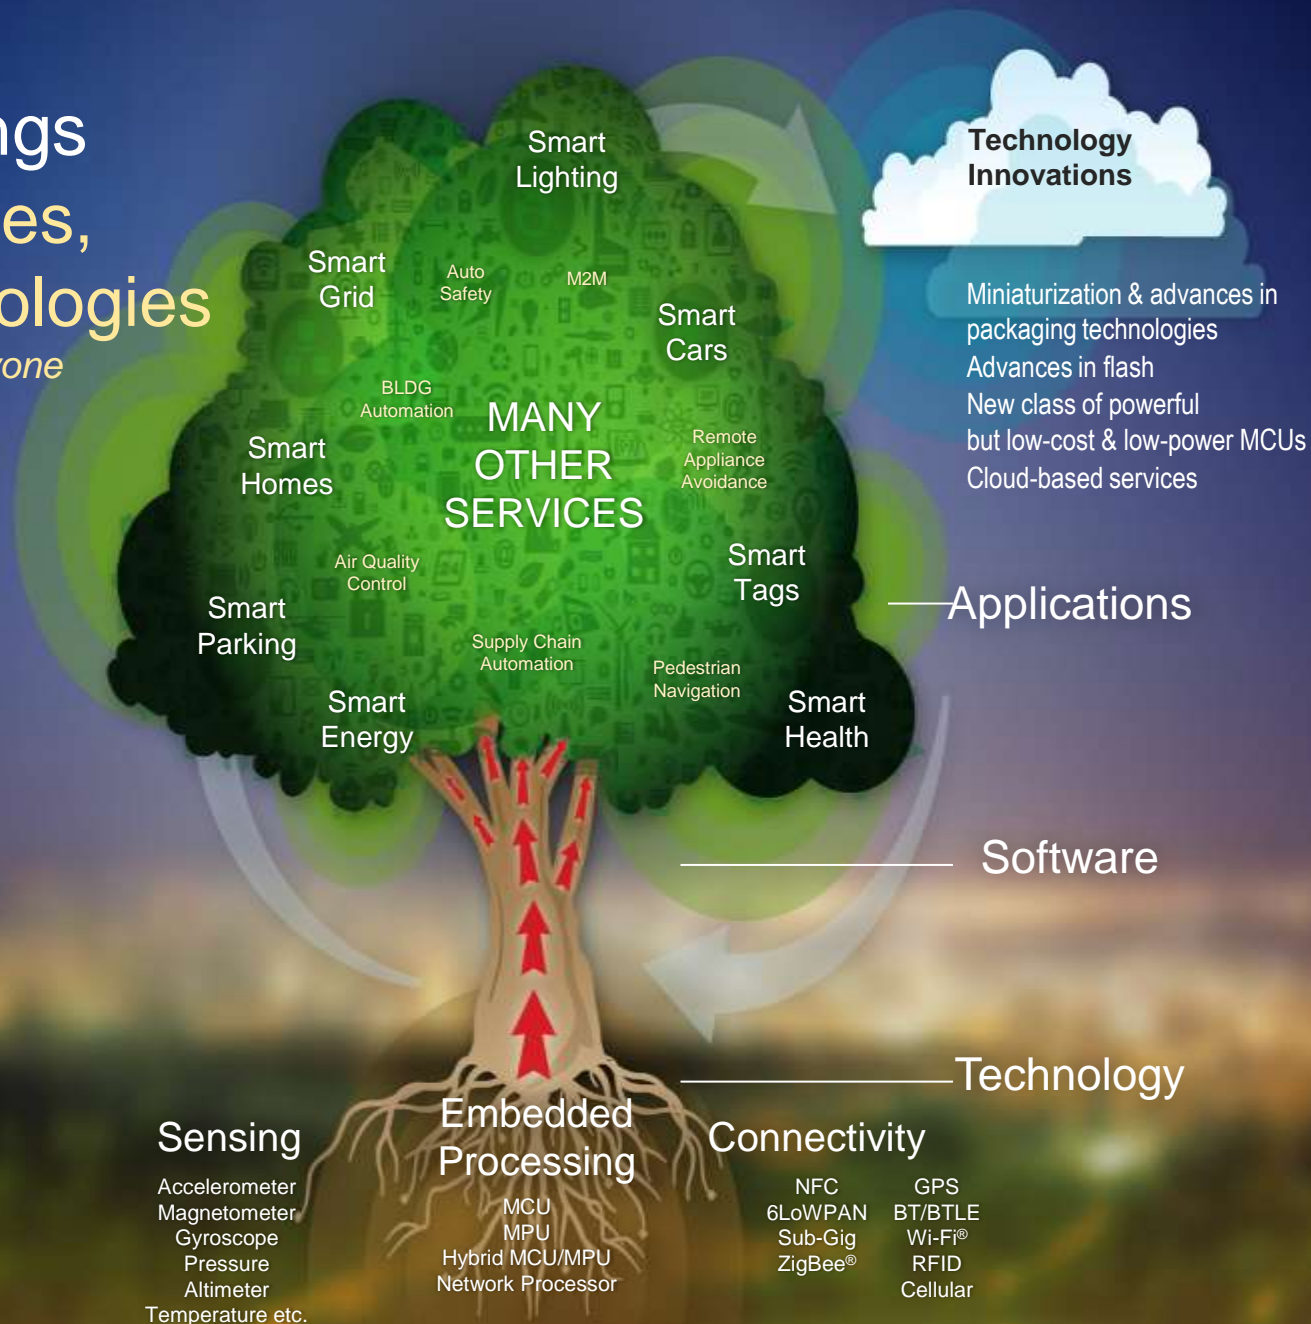 ngs
es,
ologies
one
Technology
Innovations
Miniaturization & advances in
packaging technologies
Advances in flash
New class of powerful
but low-cost & low-power MCUs
Cloud-based services
Smart
Lighting
Smart
Grid
Auto
Safety
M2M
Smart
Cars
BLDG
Automation
MANY
OTHER
SERVICES
Remote
Appliance
Avoidance
Smart
Homes
Air Quality
Control
Smart
Tags
Smart
Parking
Supply Chain
Automation
Pedestrian
Navigation
Smart
Energy
Smart
Health
Applications
Software
Technology
Sensing
Accelerometer
Magnetometer
Gyroscope
Pressure
Altimeter
Temperature etc.
Embedded
Processing
MCU
MPU
Hybrid MCU/MPU
Network Processor
Connectivity
NFC
6LoWPAN
Sub-Gig
ZigBee®
GPS
BT/BTLE
Wi-Fi®
RFID
Cellular